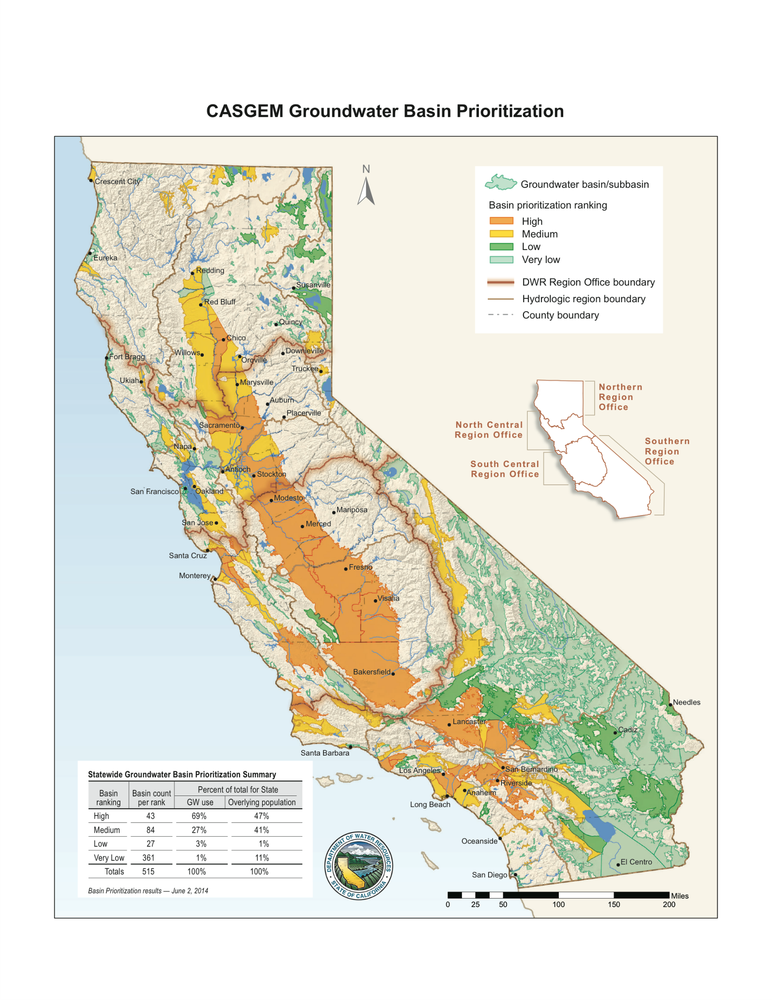 CASGEM Groundwater Basin Prioritization
N
Groundwater basin/subbasin
Basin prioritization ranking
High
Medium
Low
Very low
DWR Region Office boundary
Hydrologic region boundary
County boundary
Crescent City
Eureka
Redding
Susanville
Red Bluff
Quincy
Chico
Willows
Downieville
Fort Bragg
Oroville
Truckee
Ukiah
Marysville
Auburn
Placerville
Sacramento
Napa
Antioch
Stockton
San Francisco
Oakland
Modesto
Mariposa
San Jose
Merced
Santa Cruz
Fresno
Monterey
Visalia
Bakersfield
Needles
Lancaster
Cadiz
Santa Barbara
Los Angeles
San Bernardino
Riverside
Anaheim
Long Beach
Oceanside
El Centro
San Diego
Northern
Region
Office
North Central
Region Office
Southern
Region
Office
South Central
Region Office
Statewide Groundwater Basin Prioritization Summary
Basin ranking Basin count per rank Percent of total for State
GW use Overlying population
High 43 69% 47%
Medium 84 27% 41%
Low 27 3% 1%
Very Low 361 1% 11%
Totals 515 100% 100%
Basin Prioritization results — June 2, 2014
DEPARTMENT OF WATER RESOURCES
STATE OF CALIFORNIA
0 25 50 100 150 200 Miles